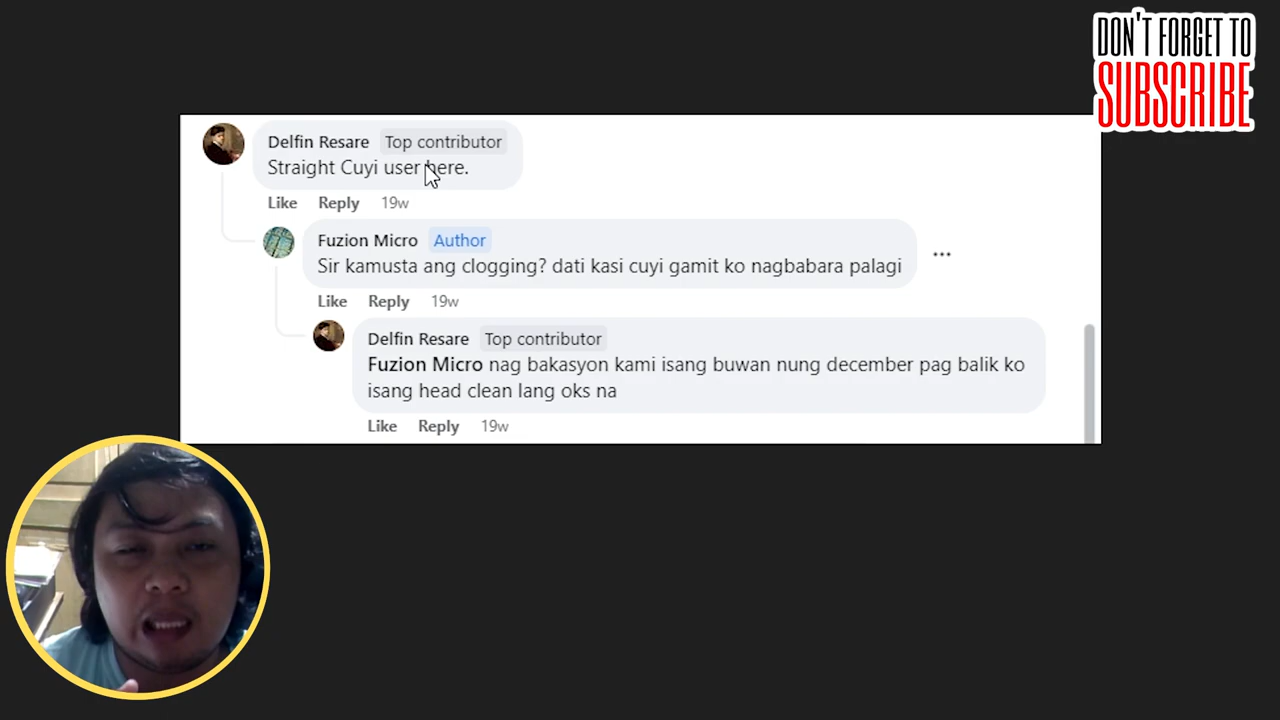 DON'T FORGET TO
SUBSCRIBE
Delfin Resare Top contributor
Straight Cuyi user here.
Like Reply 19w
Fuzion Micro Author
Sir kamusta ang clogging? dati kasi cuyi gamit ko nagbabara palagi
Like Reply 19w
Delfin Resare Top contributor
Fuzion Micro nag bakasyon kami isang buwan nung december pag balik ko
isang head clean lang oks na
Like Reply 19w